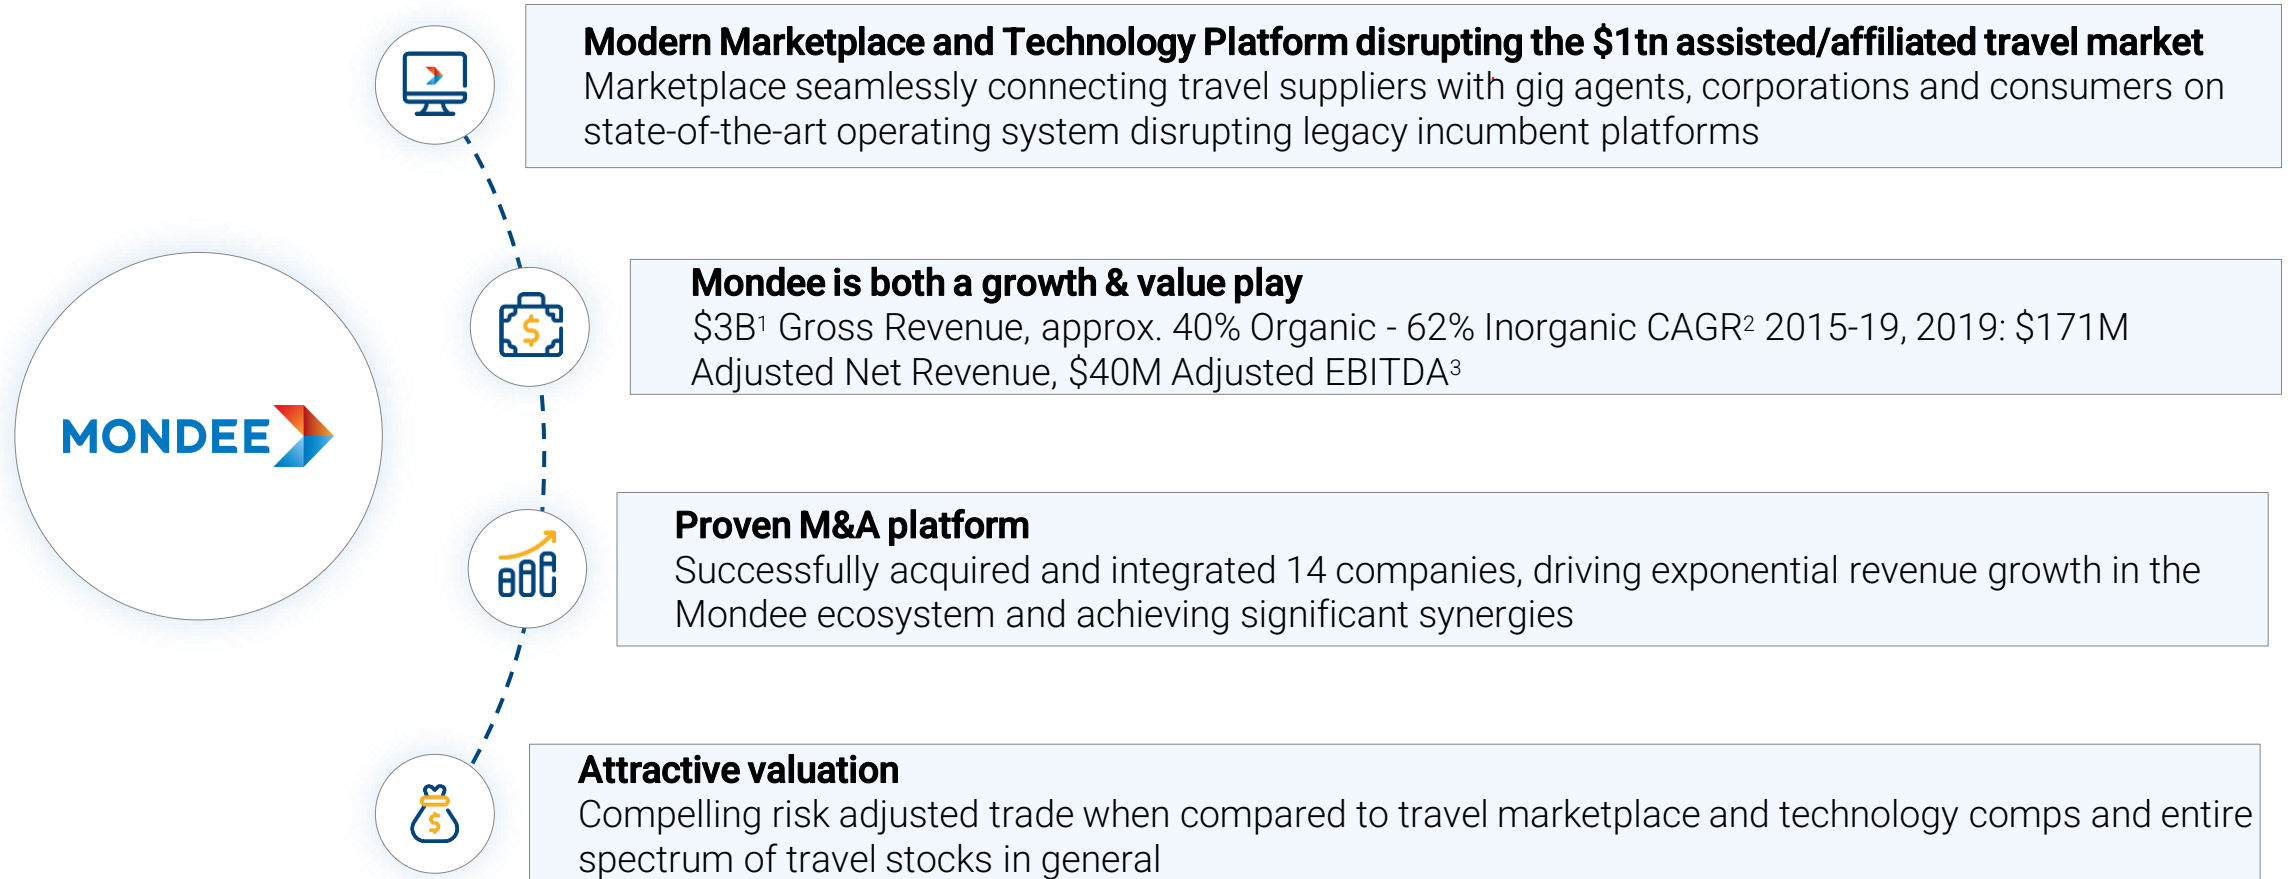 Modern Marketplace and Technology Platform disrupting the $1tn assisted/affiliated travel market
Marketplace seamlessly connecting travel suppliers with gig agents, corporations and consumers on
state-of-the-art operating system disrupting legacy incumbent platforms
Mondee is both a growth & value play
$3B¹ Gross Revenue, approx. 40% Organic - 62% Inorganic CAGR² 2015-19, 2019: $171M
Adjusted Net Revenue, $40M Adjusted EBITDA³
MONDEE
Proven M&A platform
Successfully acquired and integrated 14 companies, driving exponential revenue growth in the
Mondee ecosystem and achieving significant synergies
Attractive valuation
Compelling risk adjusted trade when compared to travel marketplace and technology comps and entire
spectrum of travel stocks in general